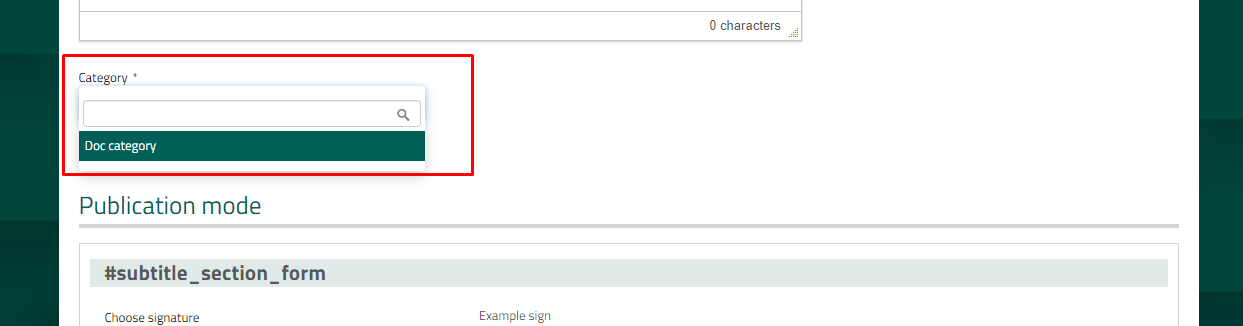 0 characters
Category *
Doc category
Publication mode
#subtitle_section_form
Choose signature
Example sign